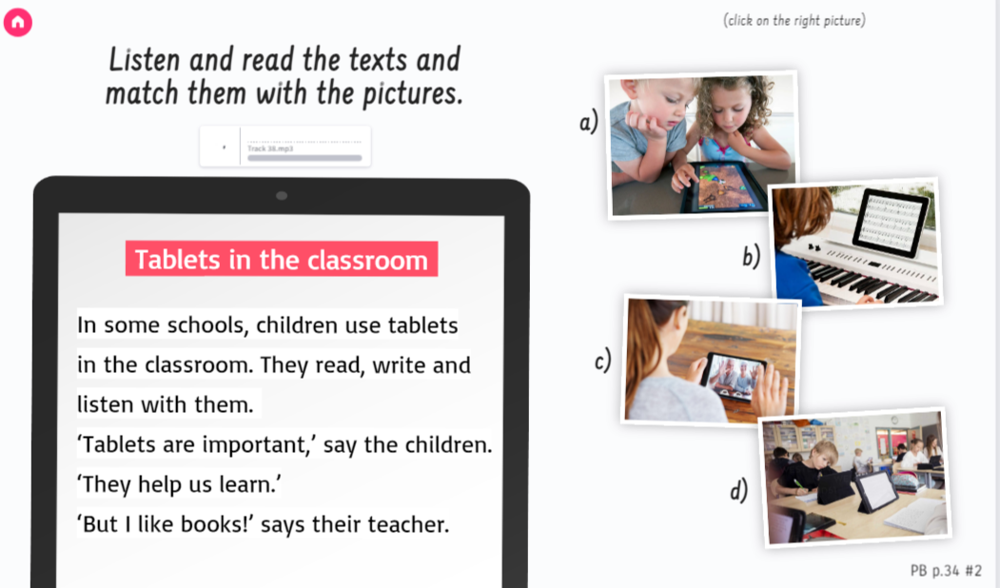 (click on the right picture)
Listen and read the texts and
match them with the pictures.
Track 38.mp3
Tablets in the classroom
In some schools, children use tablets
in the classroom. They read, write and
listen with them.
‘Tablets are important,’ say the children.
‘They help us learn.’
‘But I like books!’ says their teacher.
a)
b)
c)
d)
PB p.34 #2